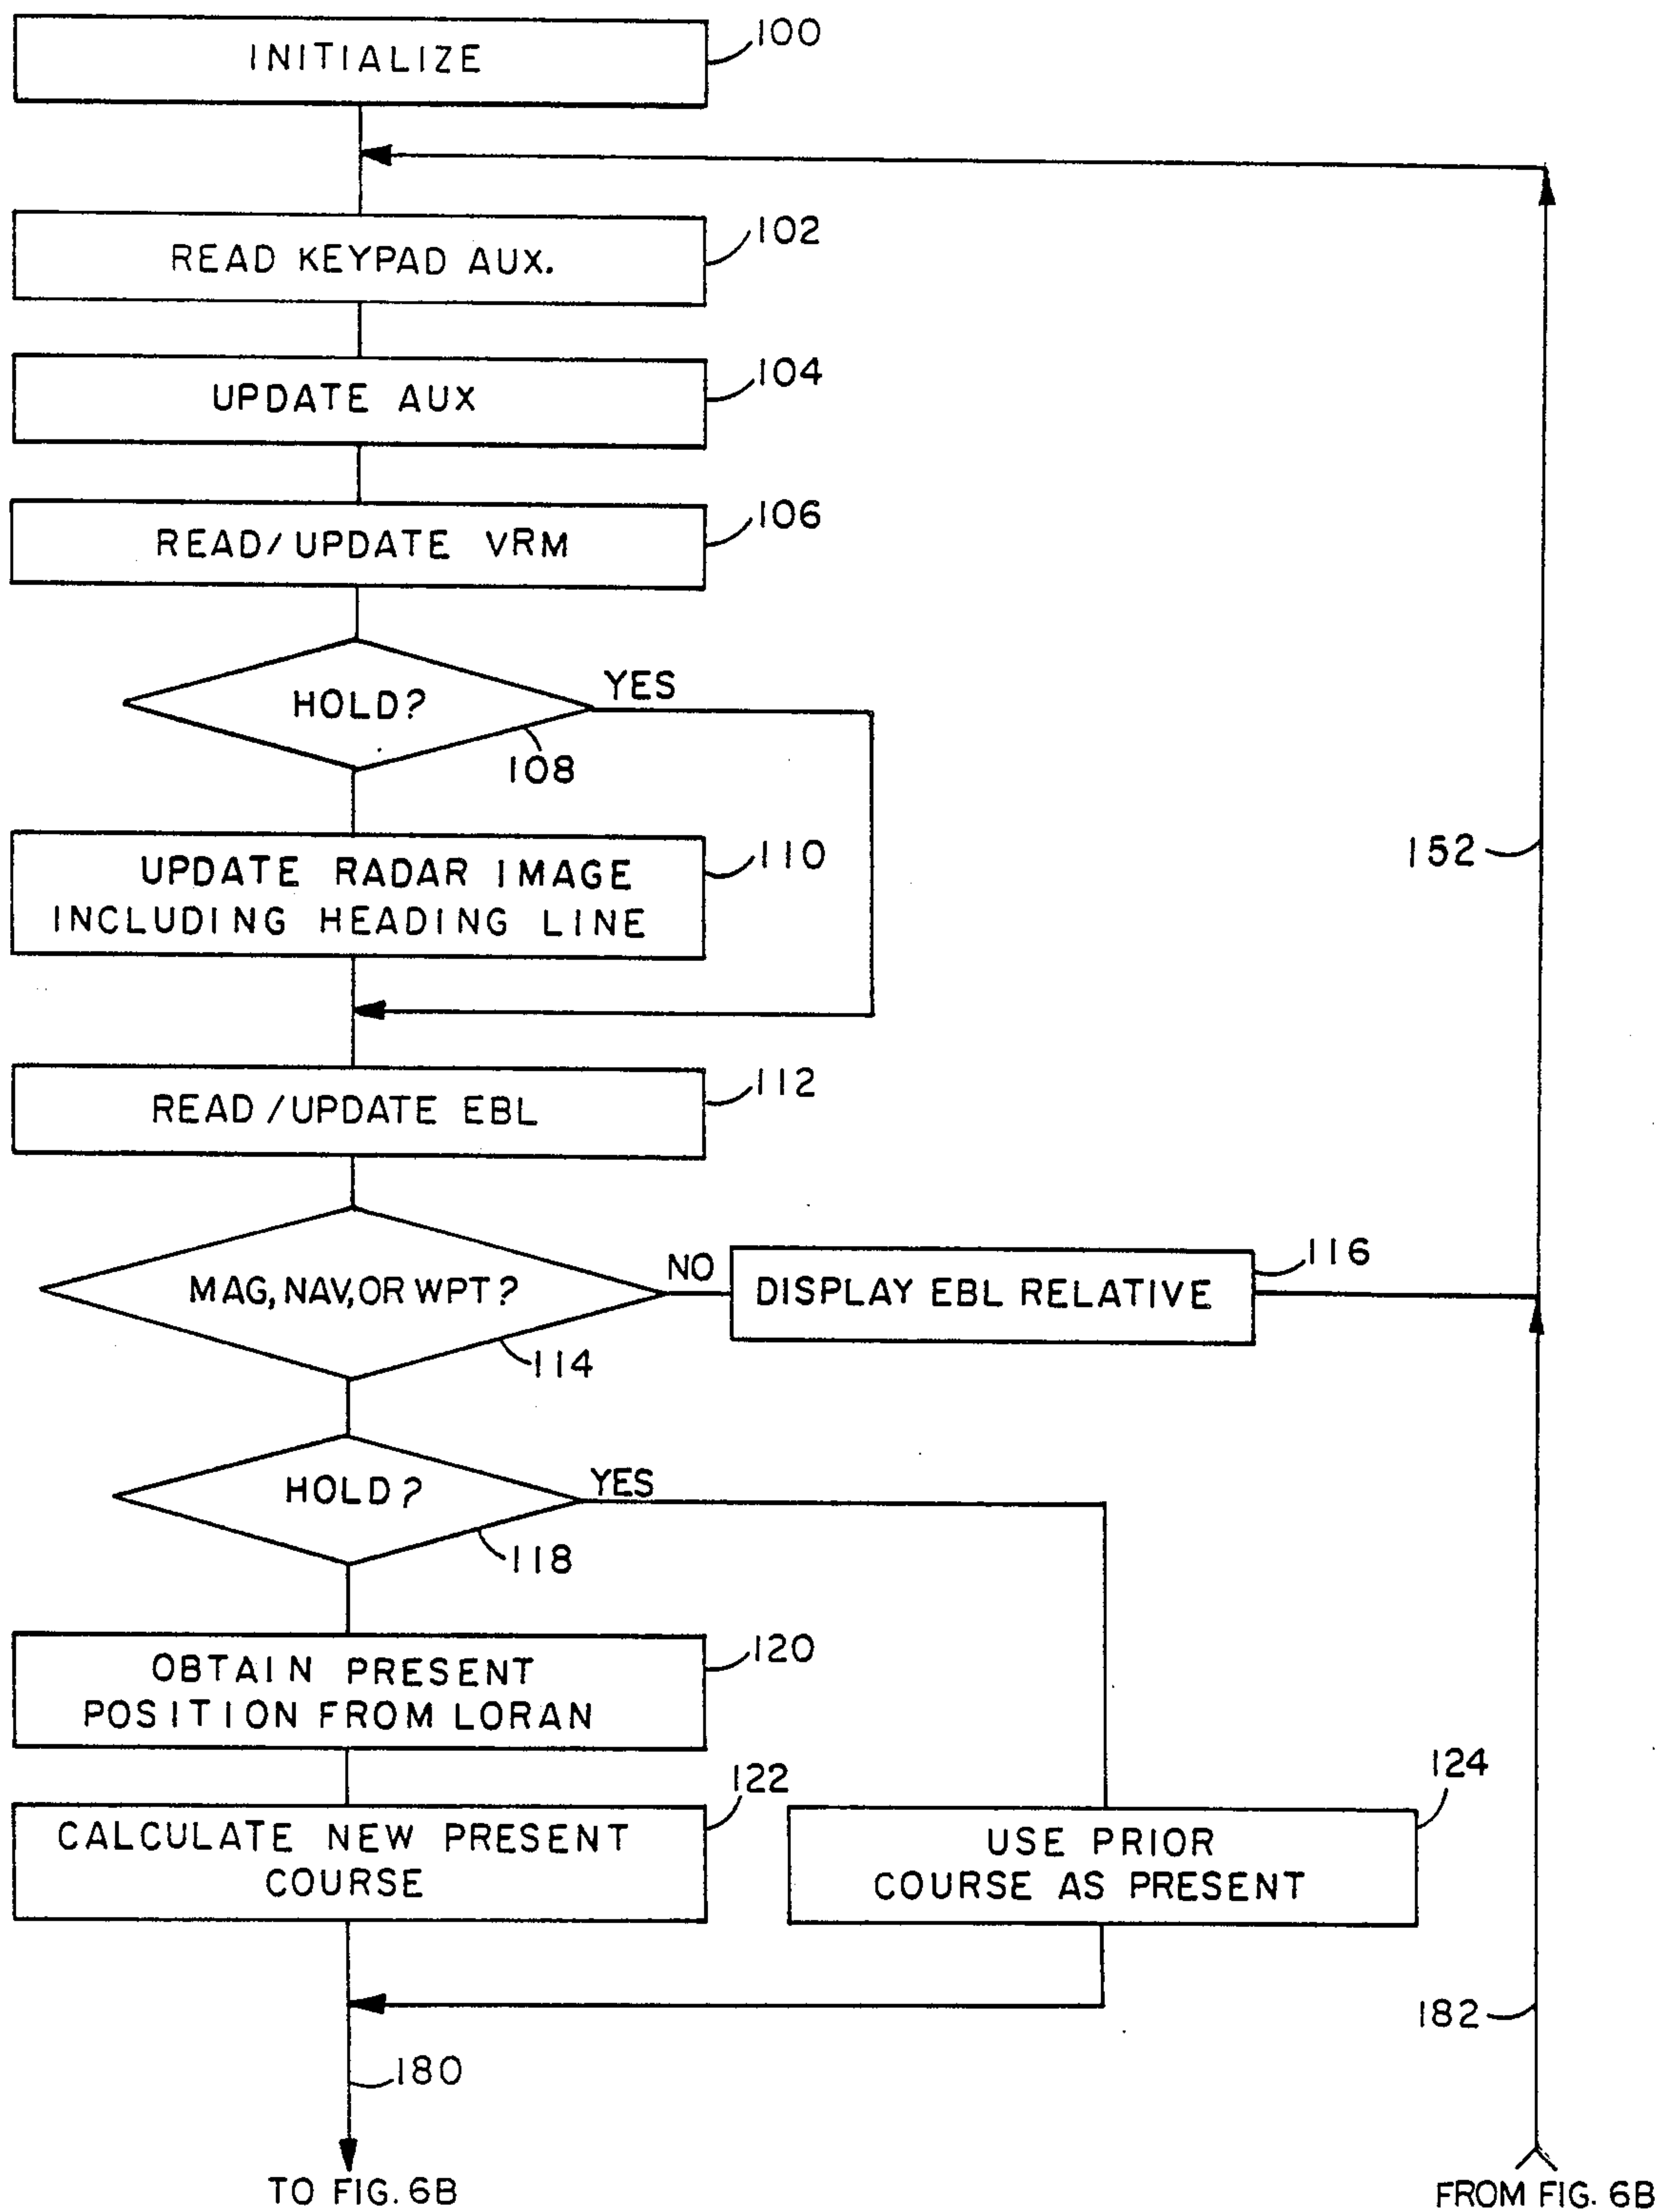 INITIALIZE
100
READ KEYPAD AUX.
102
UPDATE AUX
104
READ/UPDATE VRM
106
HOLD?
YES
108
UPDATE RADAR IMAGE
INCLUDING HEADING LINE
110
152
READ/UPDATE EBL
112
MAG, NAV, OR WPT?
NO
114
DISPLAY EBL RELATIVE
116
HOLD?
YES
118
OBTAIN PRESENT
POSITION FROM LORAN
120
CALCULATE NEW PRESENT
COURSE
122
USE PRIOR
COURSE AS PRESENT
124
180
182
TO FIG. 6B
FROM FIG. 6B